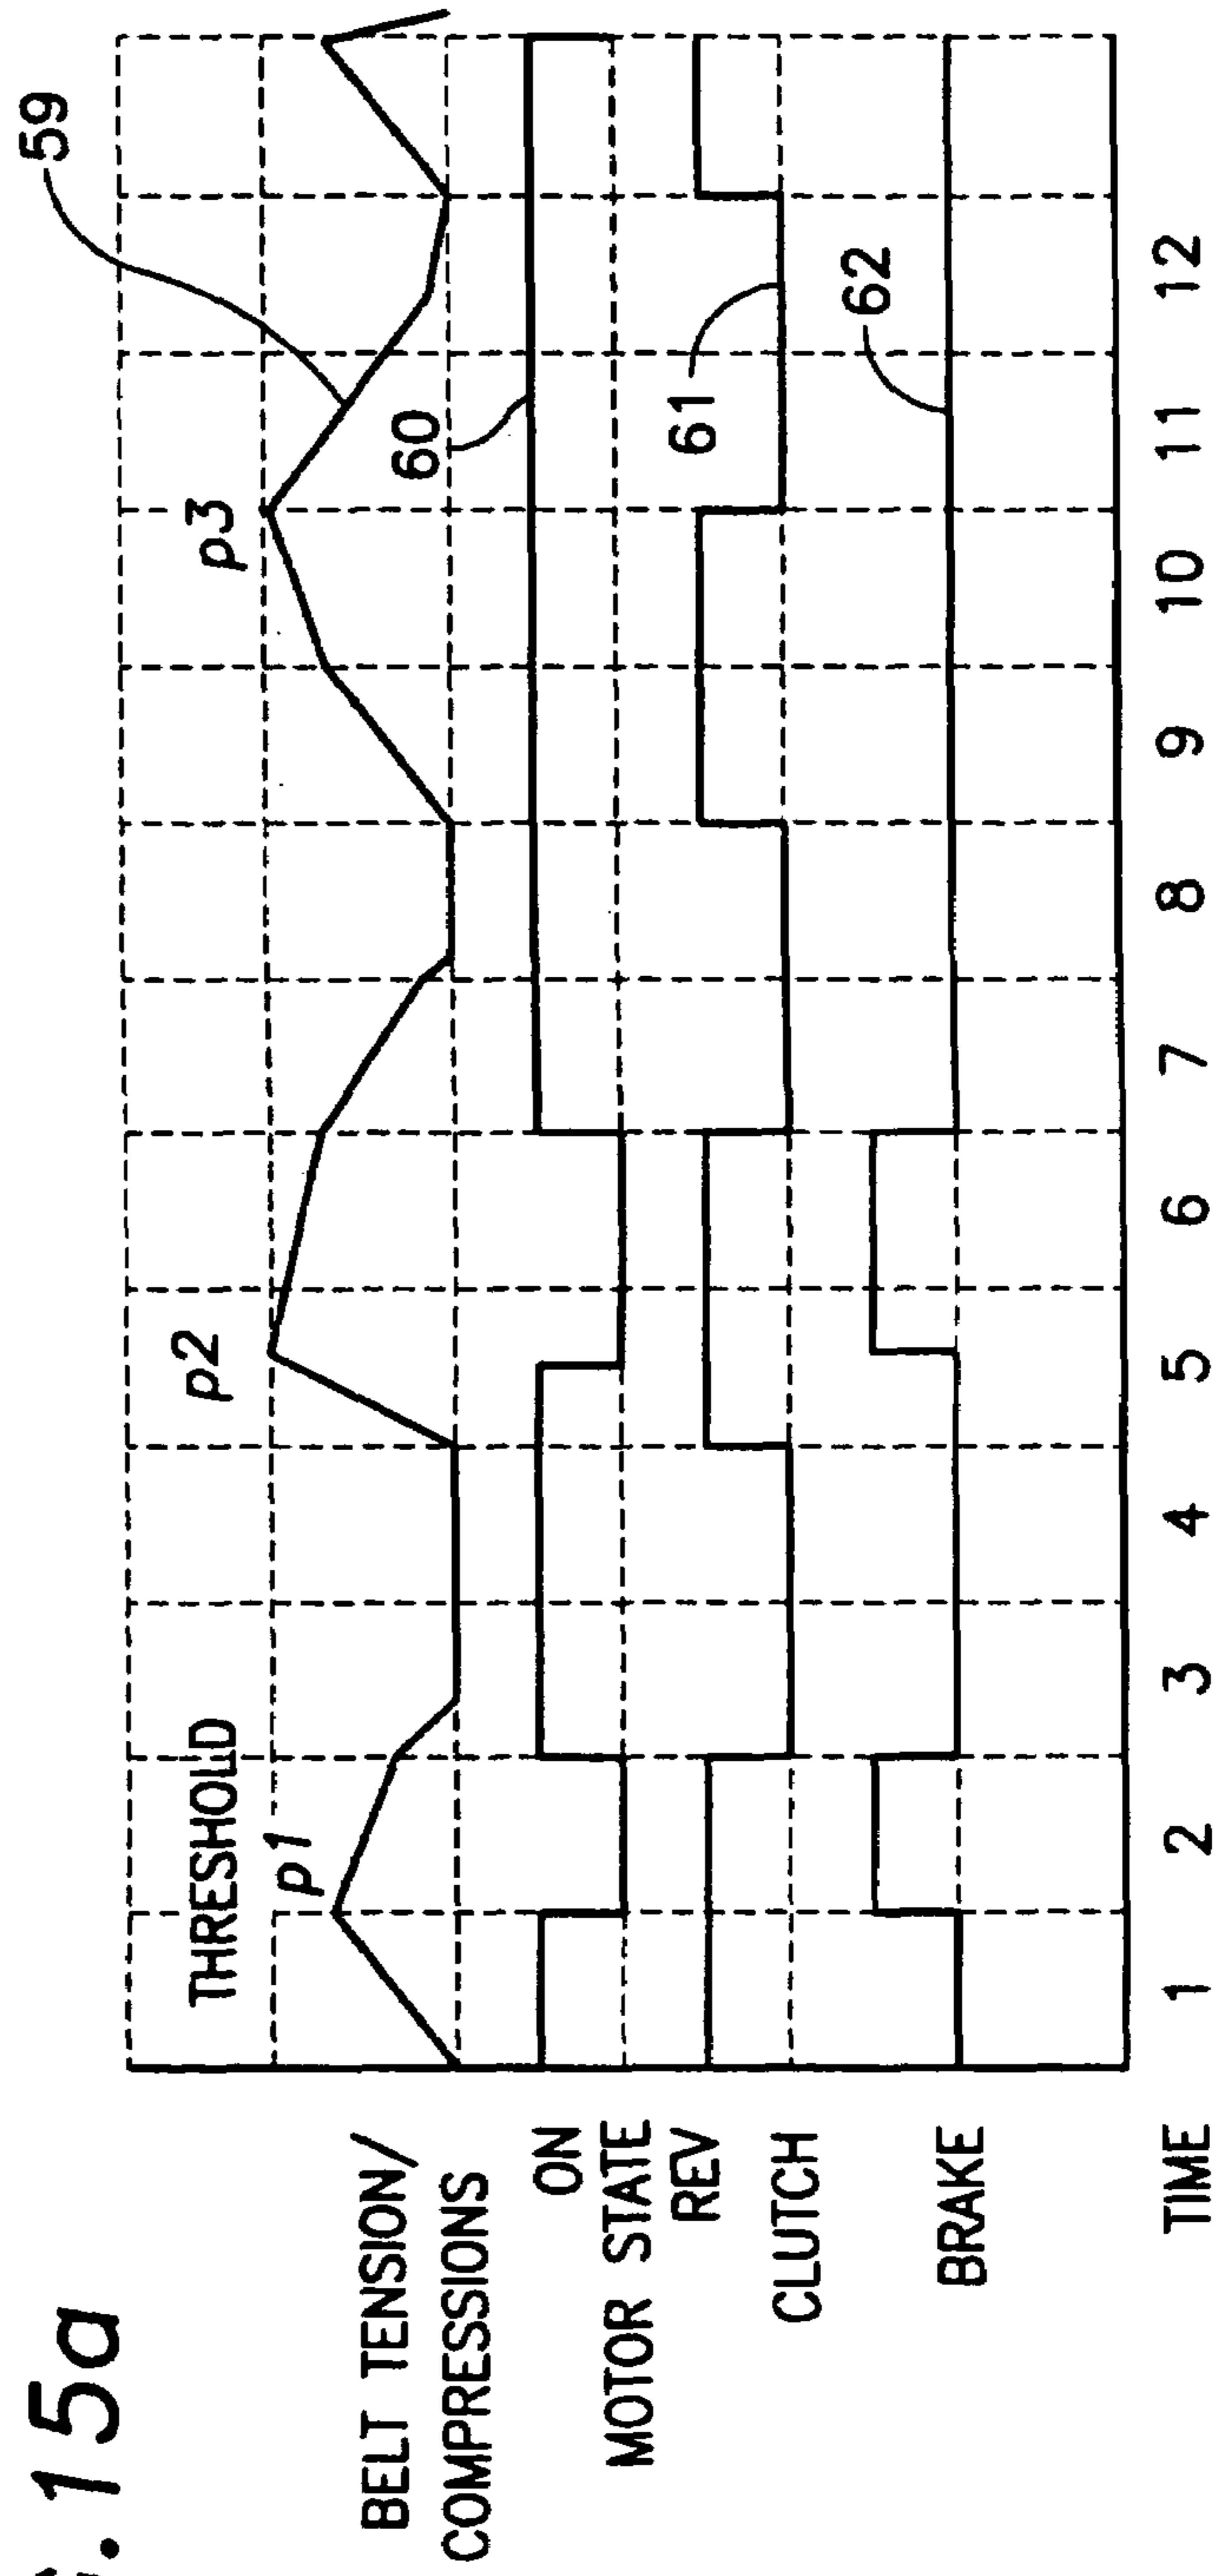 .15a
59
THRESHOLD
p1
p2
p3
BELT TENSION/
COMPRESSIONS
60
ON
MOTOR STATE
REV
61
CLUTCH
62
BRAKE
TIME 1 2 3 4 5 6 7 8 9 10 11 12